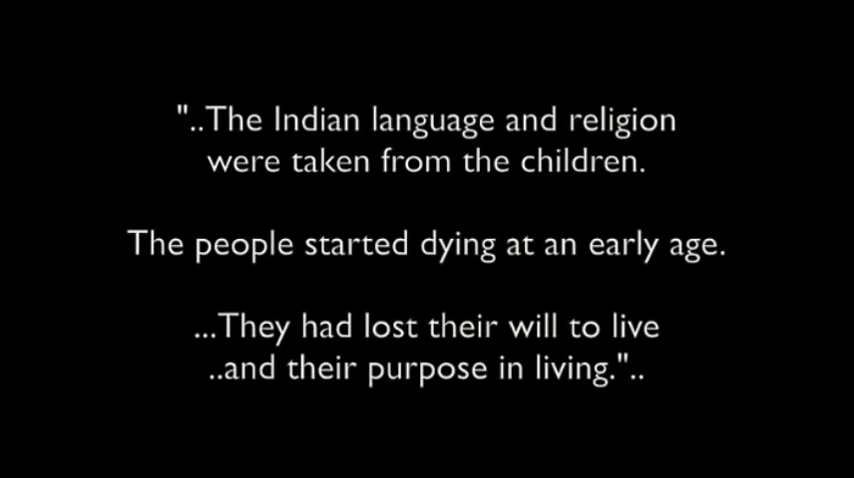 "..The Indian language and religion
were taken from the children.
The people started dying at an early age.
...They had lost their will to live
..and their purpose in living."..